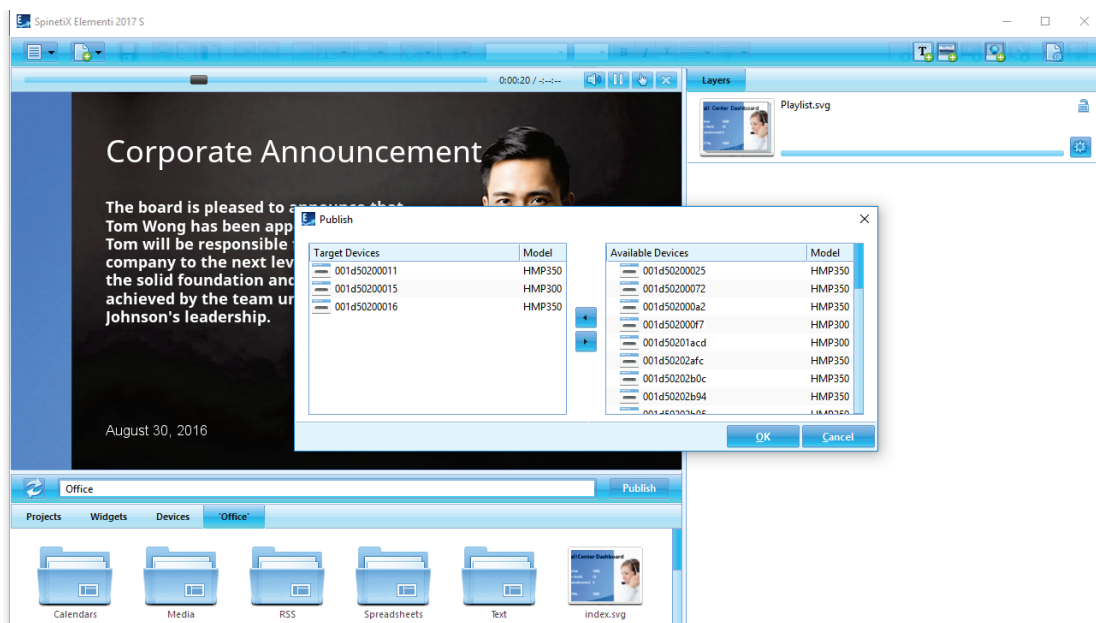 SpinetiX Elementi 2017 S
B I T
T
0:00:20 / -:--:--
Layers
Playlist.svg
Corporate Announcement
The board is pleased to announce that
Tom Wong has been app
Tom will be responsible
company to the next lev
the solid foundation and
achieved by the team un
Johnson's leadership.
August 30, 2016
Publish
Target Devices Model
001d50200011 HMP350
001d50200015 HMP300
001d50200016 HMP350
Available Devices Model
001d50200025 HMP350
001d50200072 HMP350
001d502000a2 HMP350
001d502000f7 HMP300
001d50201acd HMP300
001d50202afc HMP350
001d50202b0c HMP350
001d50202b94 HMP350
OK Cancel
Office Publish
Projects Widgets Devices 'Office'
all Center Dashboard
Calendars Media RSS Spreadsheets Text index.svg